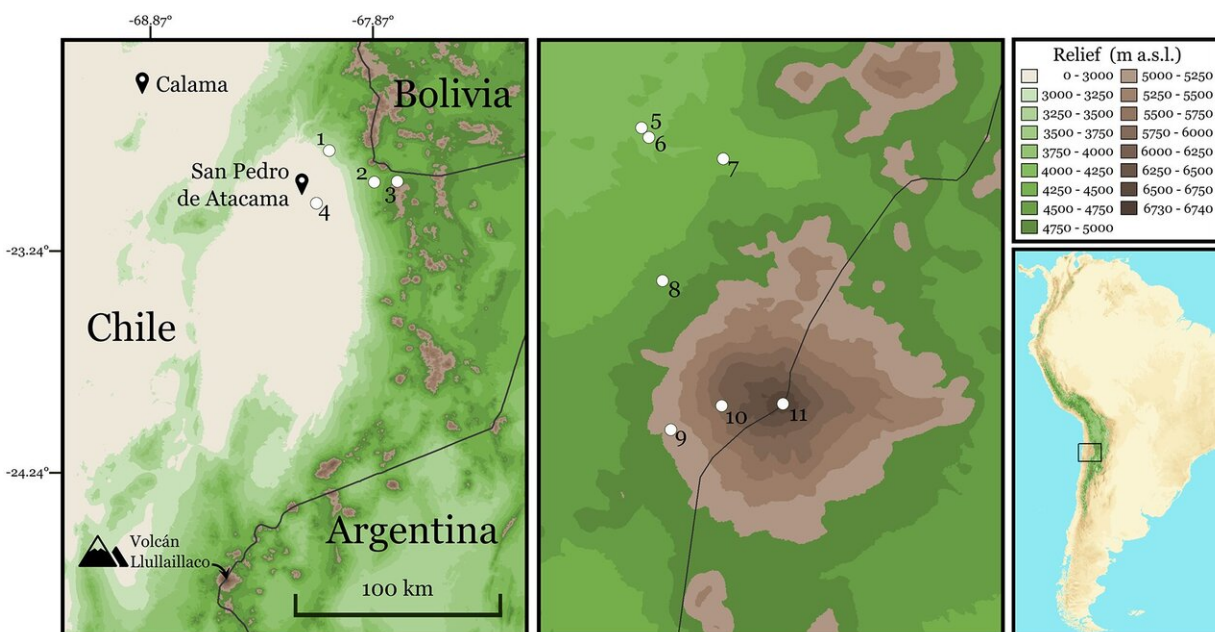 -68.87°
-67.87°
-23.24°
-24.24°
Calama
Bolivia
1
2
3
San Pedro
de Atacama
4
Chile
Argentina
Volcán
Llullaillaco
100 km
5
6
7
8
9
10
11
Relief (m a.s.l.)
0 - 3000
3000 - 3250
3250 - 3500
3500 - 3750
3750 - 4000
4000 - 4250
4250 - 4500
4500 - 4750
4750 - 5000
5000 - 5250
5250 - 5500
5500 - 5750
5750 - 6000
6000 - 6250
6250 - 6500
6500 - 6750
6730 - 6740